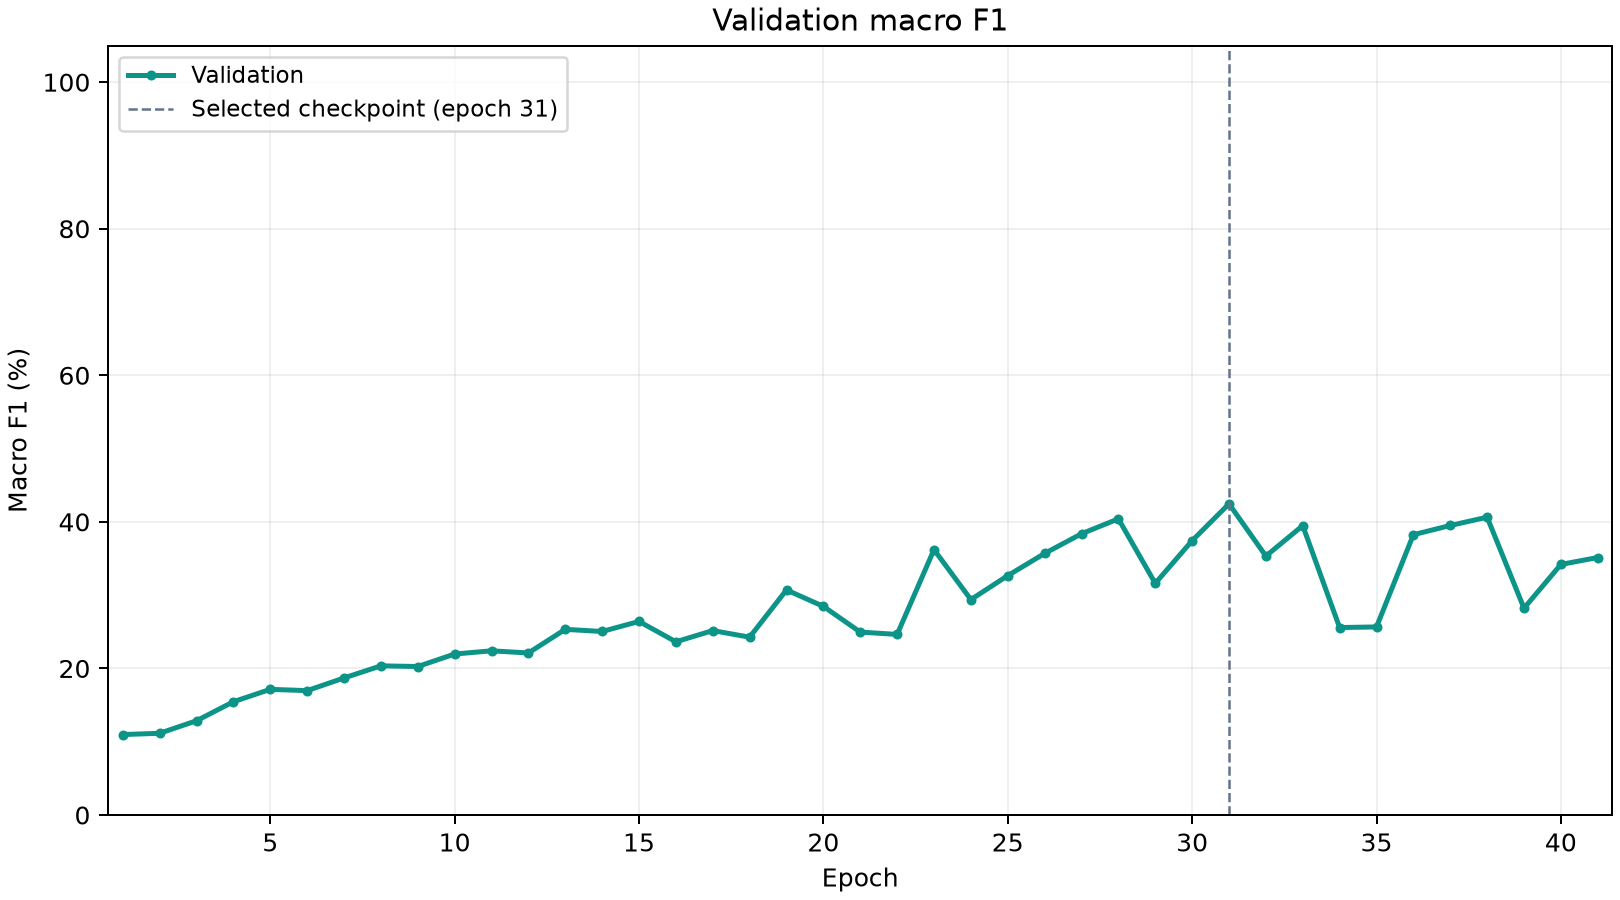 Validation macro F1
Validation
Selected checkpoint (epoch 31)
Macro F1 (%)
100
80
60
40
20
0
5 10 15 20 25 30 35 40
Epoch